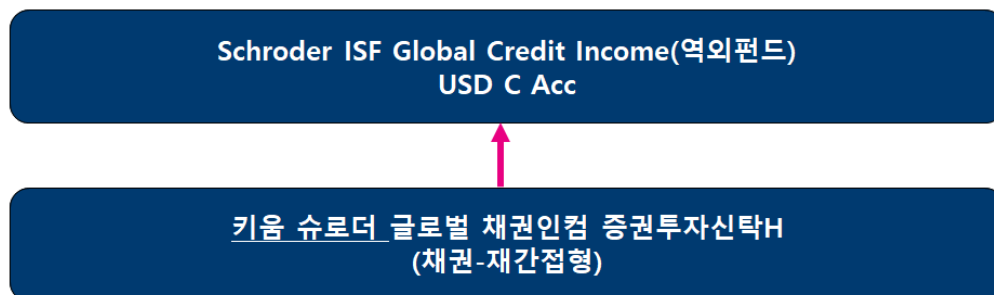 Schroder ISF Global Credit Income(역외펀드)
USD C Acc
키움 슈로더 글로벌 채권인컴 증권투자신탁H
(채권-재간접형)